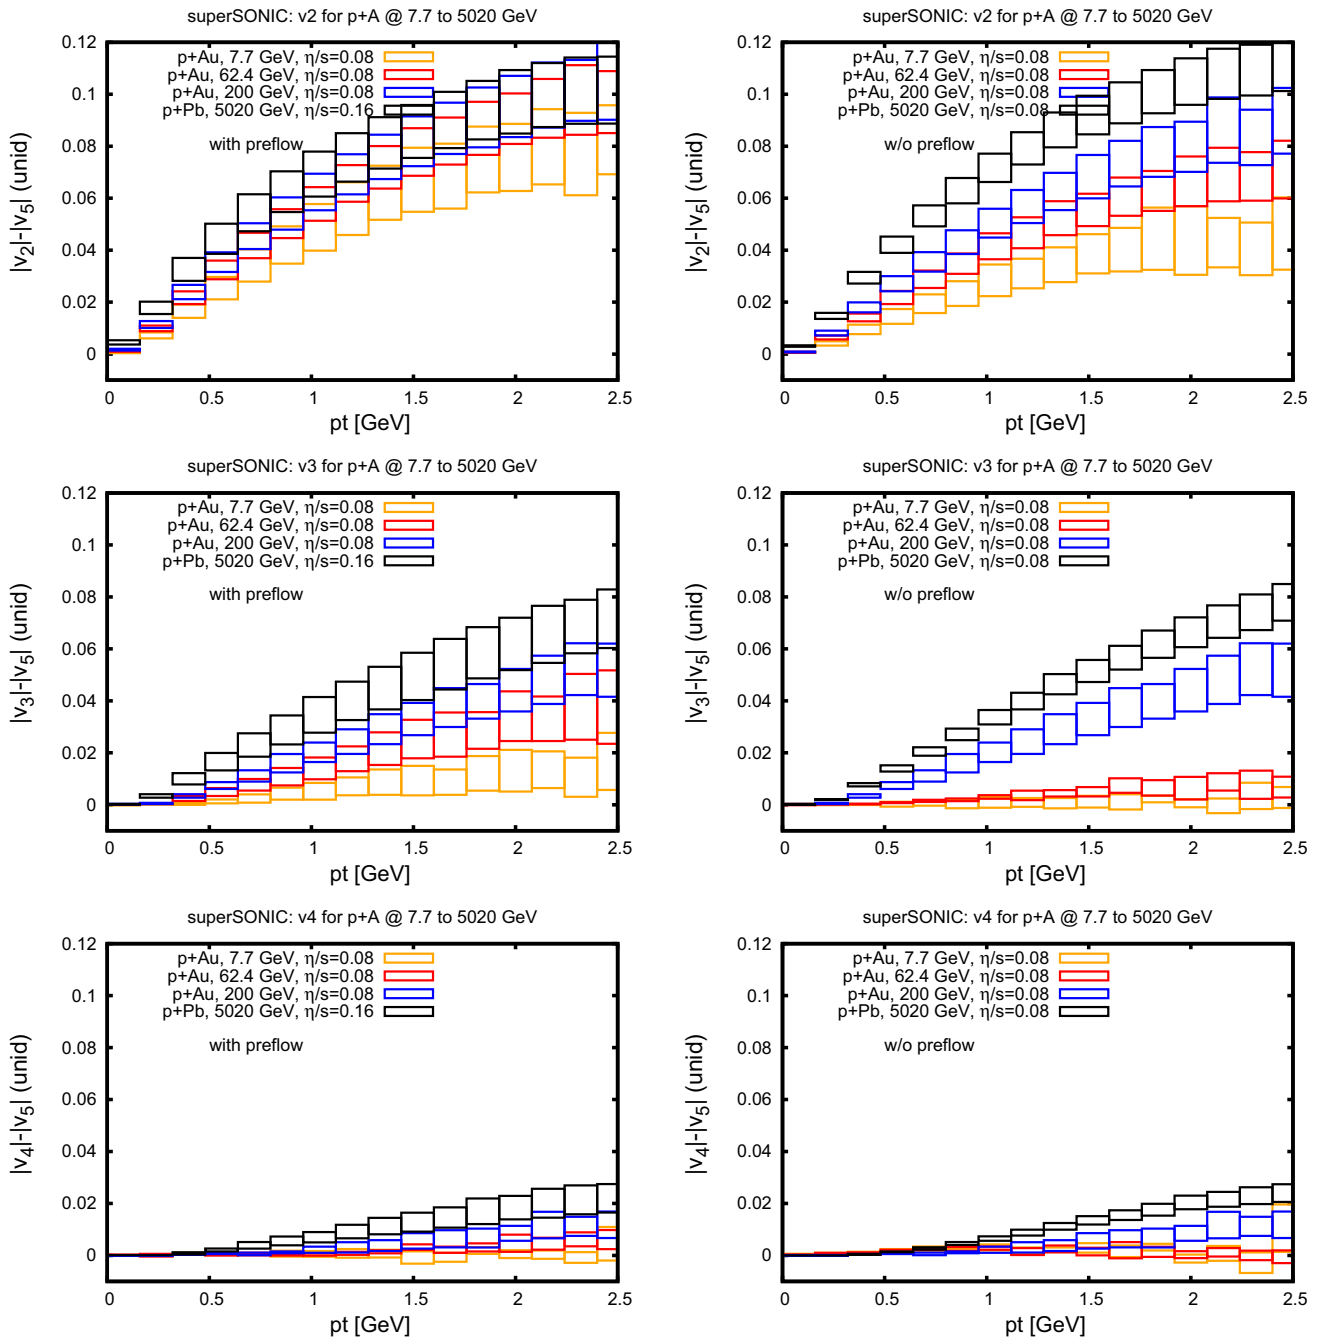 superSONIC: v2 for p+A @ 7.7 to 5020 GeV
|v2|-|v5| (unid)
0.12
0.1
0.08
0.06
0.04
0.02
0
p+Au, 7.7 GeV, η/s=0.08
p+Au, 62.4 GeV, η/s=0.08
p+Au, 200 GeV, η/s=0.08
p+Pb, 5020 GeV, η/s=0.16
with preflow
0 0.5 1 1.5 2 2.5
pt [GeV]
superSONIC: v2 for p+A @ 7.7 to 5020 GeV
|v2|-|v5| (unid)
0.12
0.1
0.08
0.06
0.04
0.02
0
p+Au, 7.7 GeV, η/s=0.08
p+Au, 62.4 GeV, η/s=0.08
p+Au, 200 GeV, η/s=0.08
p+Pb, 5020 GeV, η/s=0.08
w/o preflow
0 0.5 1 1.5 2 2.5
pt [GeV]
superSONIC: v3 for p+A @ 7.7 to 5020 GeV
|v3|-|v5| (unid)
0.12
0.1
0.08
0.06
0.04
0.02
0
p+Au, 7.7 GeV, η/s=0.08
p+Au, 62.4 GeV, η/s=0.08
p+Au, 200 GeV, η/s=0.08
p+Pb, 5020 GeV, η/s=0.16
with preflow
0 0.5 1 1.5 2 2.5
pt [GeV]
superSONIC: v3 for p+A @ 7.7 to 5020 GeV
|v3|-|v5| (unid)
0.12
0.1
0.08
0.06
0.04
0.02
0
p+Au, 7.7 GeV, η/s=0.08
p+Au, 62.4 GeV, η/s=0.08
p+Au, 200 GeV, η/s=0.08
p+Pb, 5020 GeV, η/s=0.08
w/o preflow
0 0.5 1 1.5 2 2.5
pt [GeV]
superSONIC: v4 for p+A @ 7.7 to 5020 GeV
|v4|-|v5| (unid)
0.12
0.1
0.08
0.06
0.04
0.02
0
p+Au, 7.7 GeV, η/s=0.08
p+Au, 62.4 GeV, η/s=0.08
p+Au, 200 GeV, η/s=0.08
p+Pb, 5020 GeV, η/s=0.16
with preflow
0 0.5 1 1.5 2 2.5
pt [GeV]
superSONIC: v4 for p+A @ 7.7 to 5020 GeV
|v4|-|v5| (unid)
0.12
0.1
0.08
0.06
0.04
0.02
0
p+Au, 7.7 GeV, η/s=0.08
p+Au, 62.4 GeV, η/s=0.08
p+Au, 200 GeV, η/s=0.08
p+Pb, 5020 GeV, η/s=0.08
w/o preflow
0 0.5 1 1.5 2 2.5
pt [GeV]